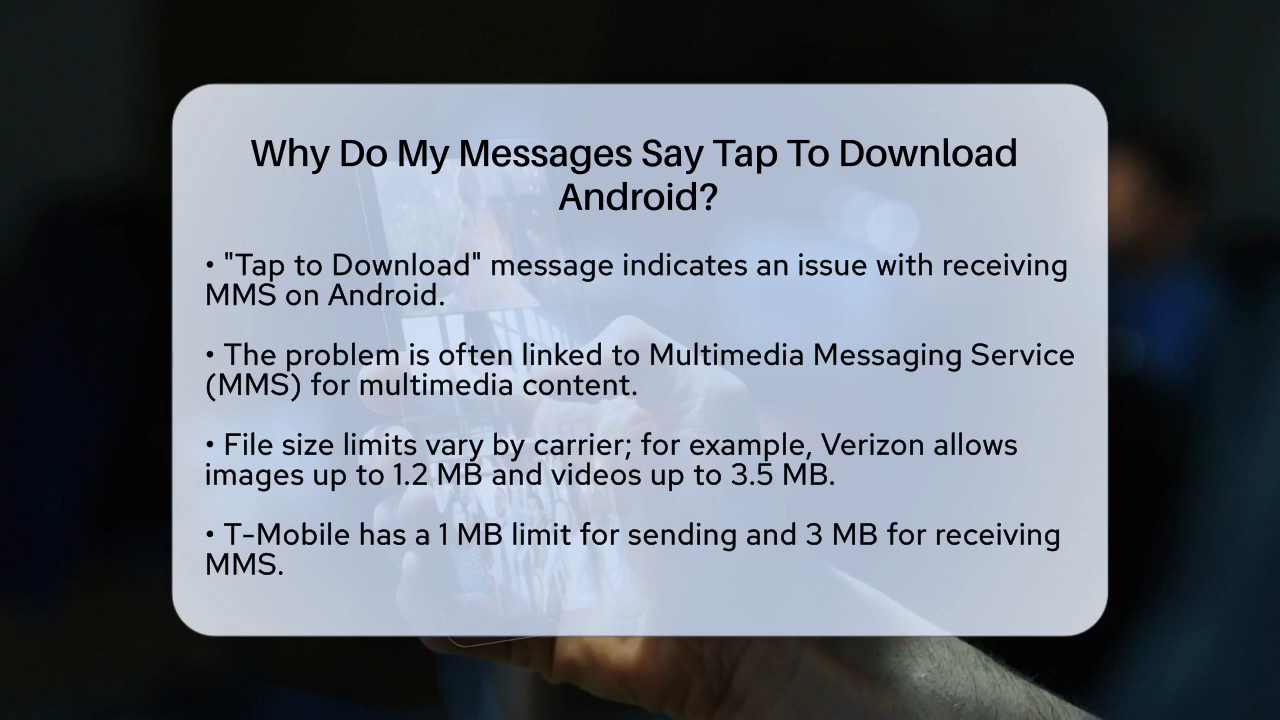 Why Do My Messages Say Tap To Download
Android?
• "Tap to Download" message indicates an issue with receiving
MMS on Android.
• The problem is often linked to Multimedia Messaging Service
(MMS) for multimedia content.
• File size limits vary by carrier; for example, Verizon allows
images up to 1.2 MB and videos up to 3.5 MB.
• T-Mobile has a 1 MB limit for sending and 3 MB for receiving
MMS.